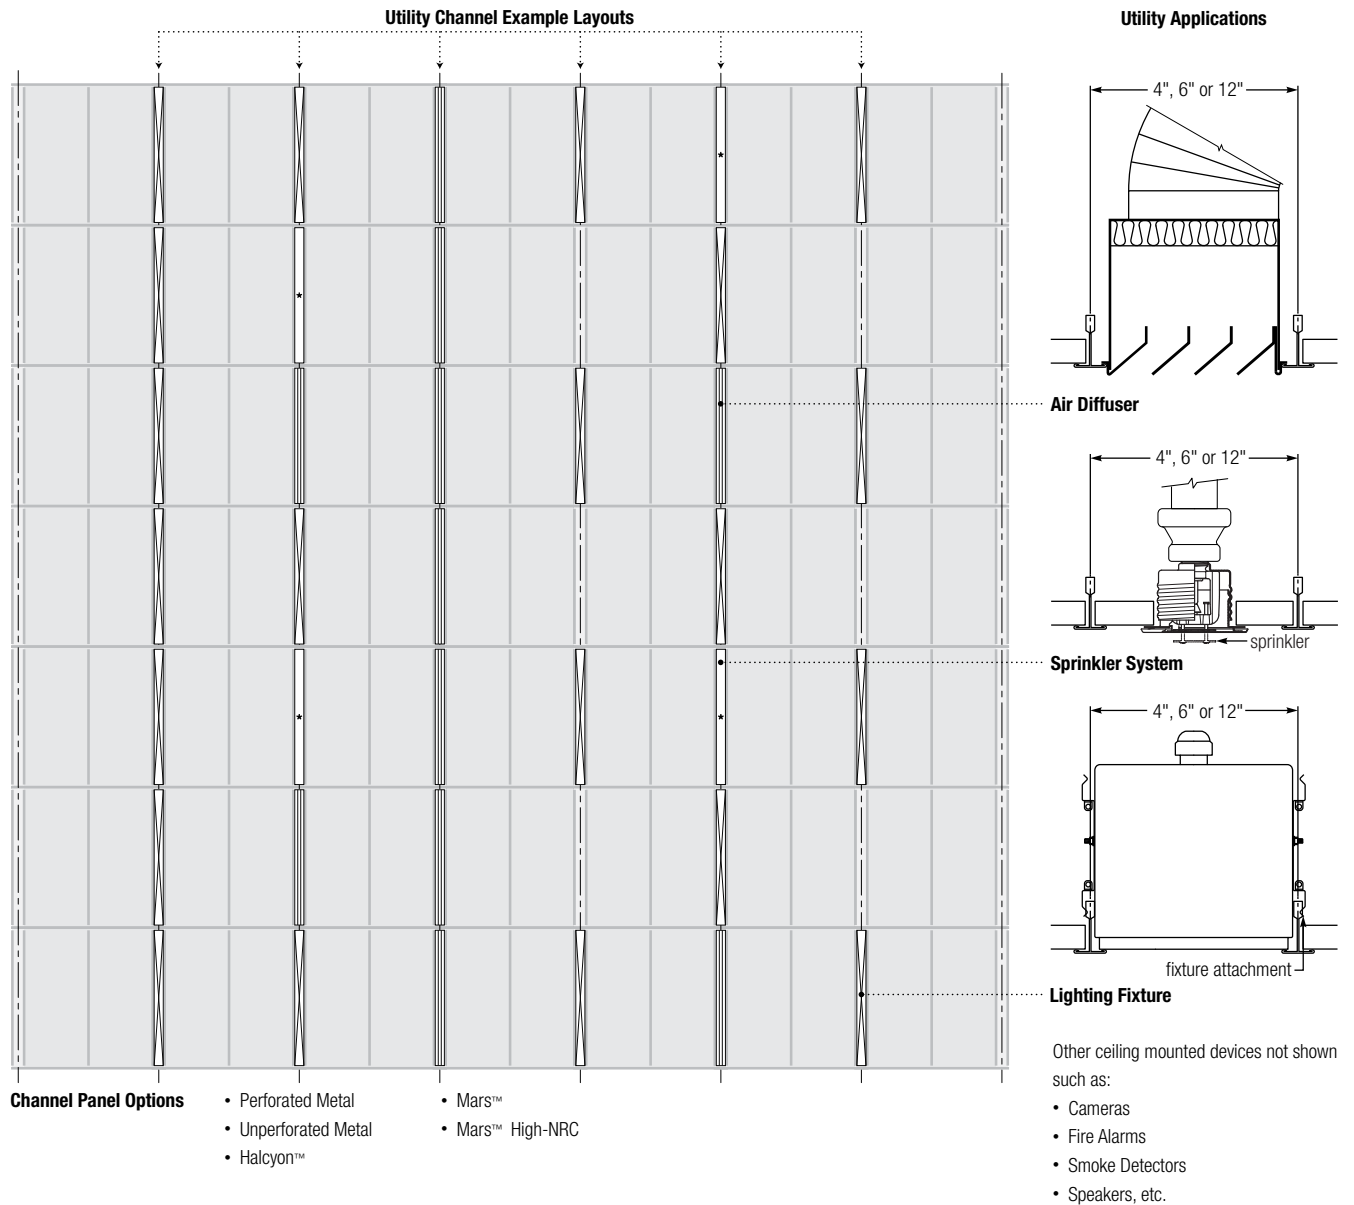 Utility Channel Example Layouts
Utility Applications
4", 6" or 12"
*
*
Air Diffuser
4", 6" or 12"
sprinkler
Sprinkler System
4", 6" or 12"
*
*
fixture attachment
Lighting Fixture
Channel Panel Options
• Perforated Metal
• Unperforated Metal
• Halcyon™
• Mars™
• Mars™ High-NRC
Other ceiling mounted devices not shown
such as:
• Cameras
• Fire Alarms
• Smoke Detectors
• Speakers, etc.